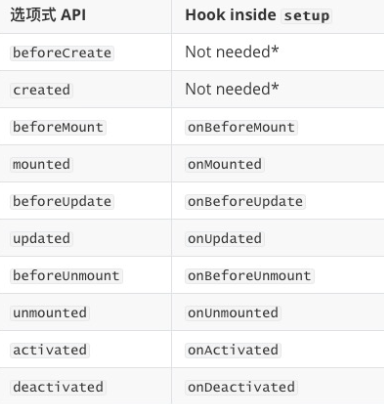 选项式 API Hook inside setup
beforeCreate Not needed*
created Not needed*
beforeMount onBeforeMount
mounted onMounted
beforeUpdate onBeforeUpdate
updated onUpdated
beforeUnmount onBeforeUnmount
unmounted onUnmounted
activated onActivated
deactivated onDeactivated